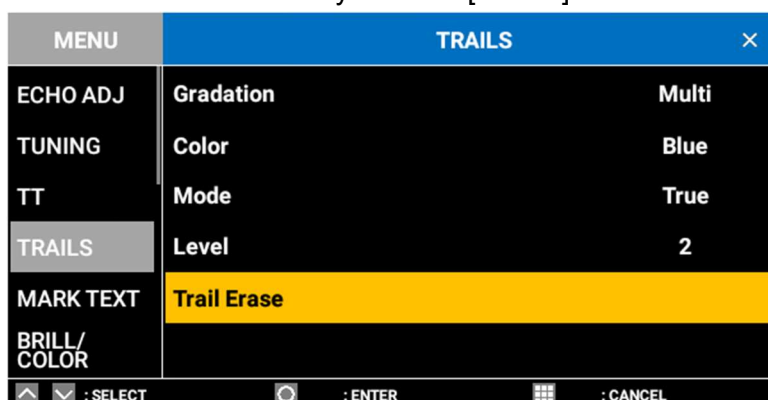 MENU TRAILS ×
ECHO ADJ Gradation Multi
TUNING Color Blue
TT Mode True
TRAILS Level 2
MARK TEXT Trail Erase
BRILL/
COLOR
: SELECT : ENTER : CANCEL